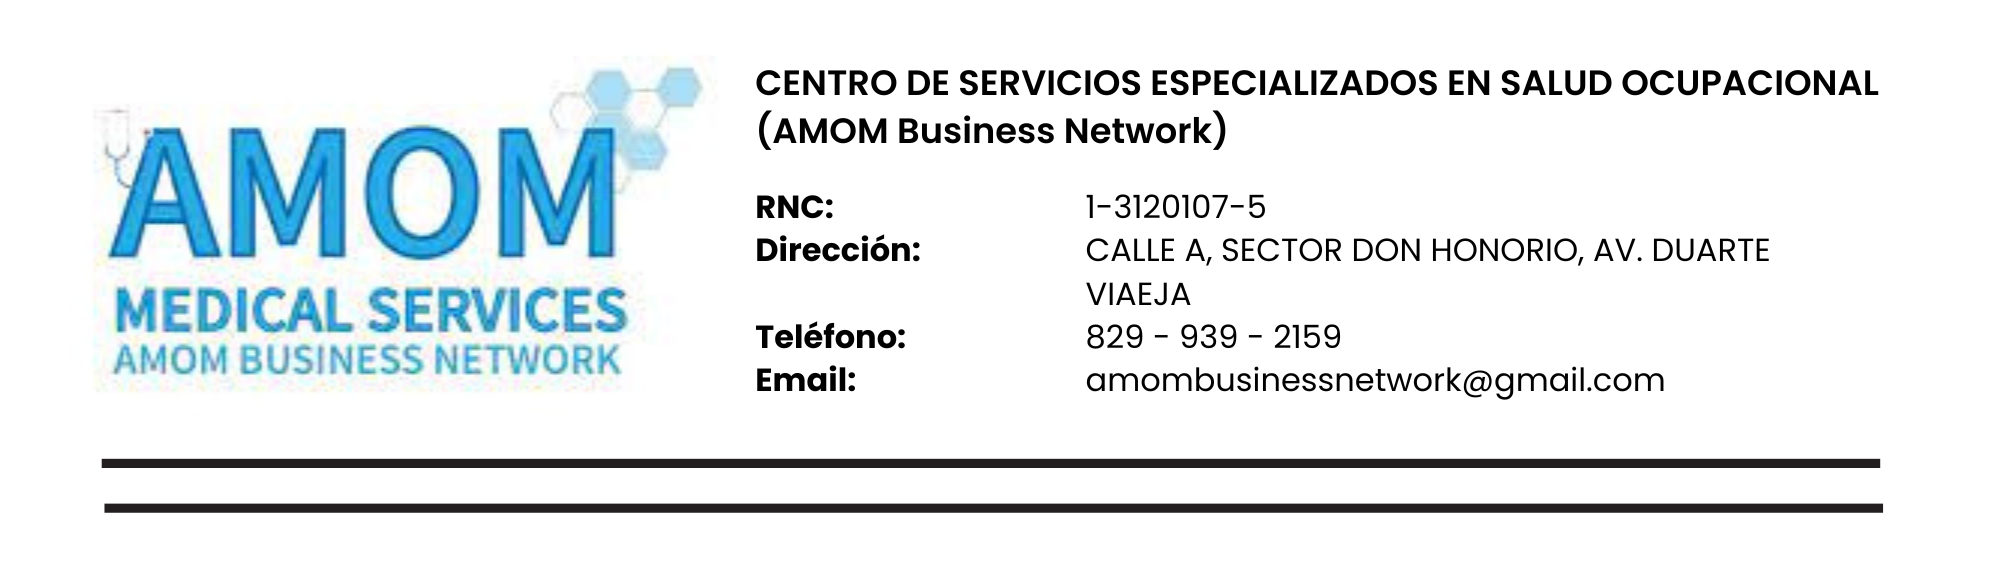 AMOM
MEDICAL SERVICES
AMOM BUSINESS NETWORK
CENTRO DE SERVICIOS ESPECIALIZADOS EN SALUD OCUPACIONAL
(AMOM Business Network)
RNC: 1-3120107-5
Dirección: CALLE A, SECTOR DON HONORIO, AV. DUARTE
VIAEJA
Teléfono: 829 - 939 - 2159
Email: amombusinessnetwork@gmail.com